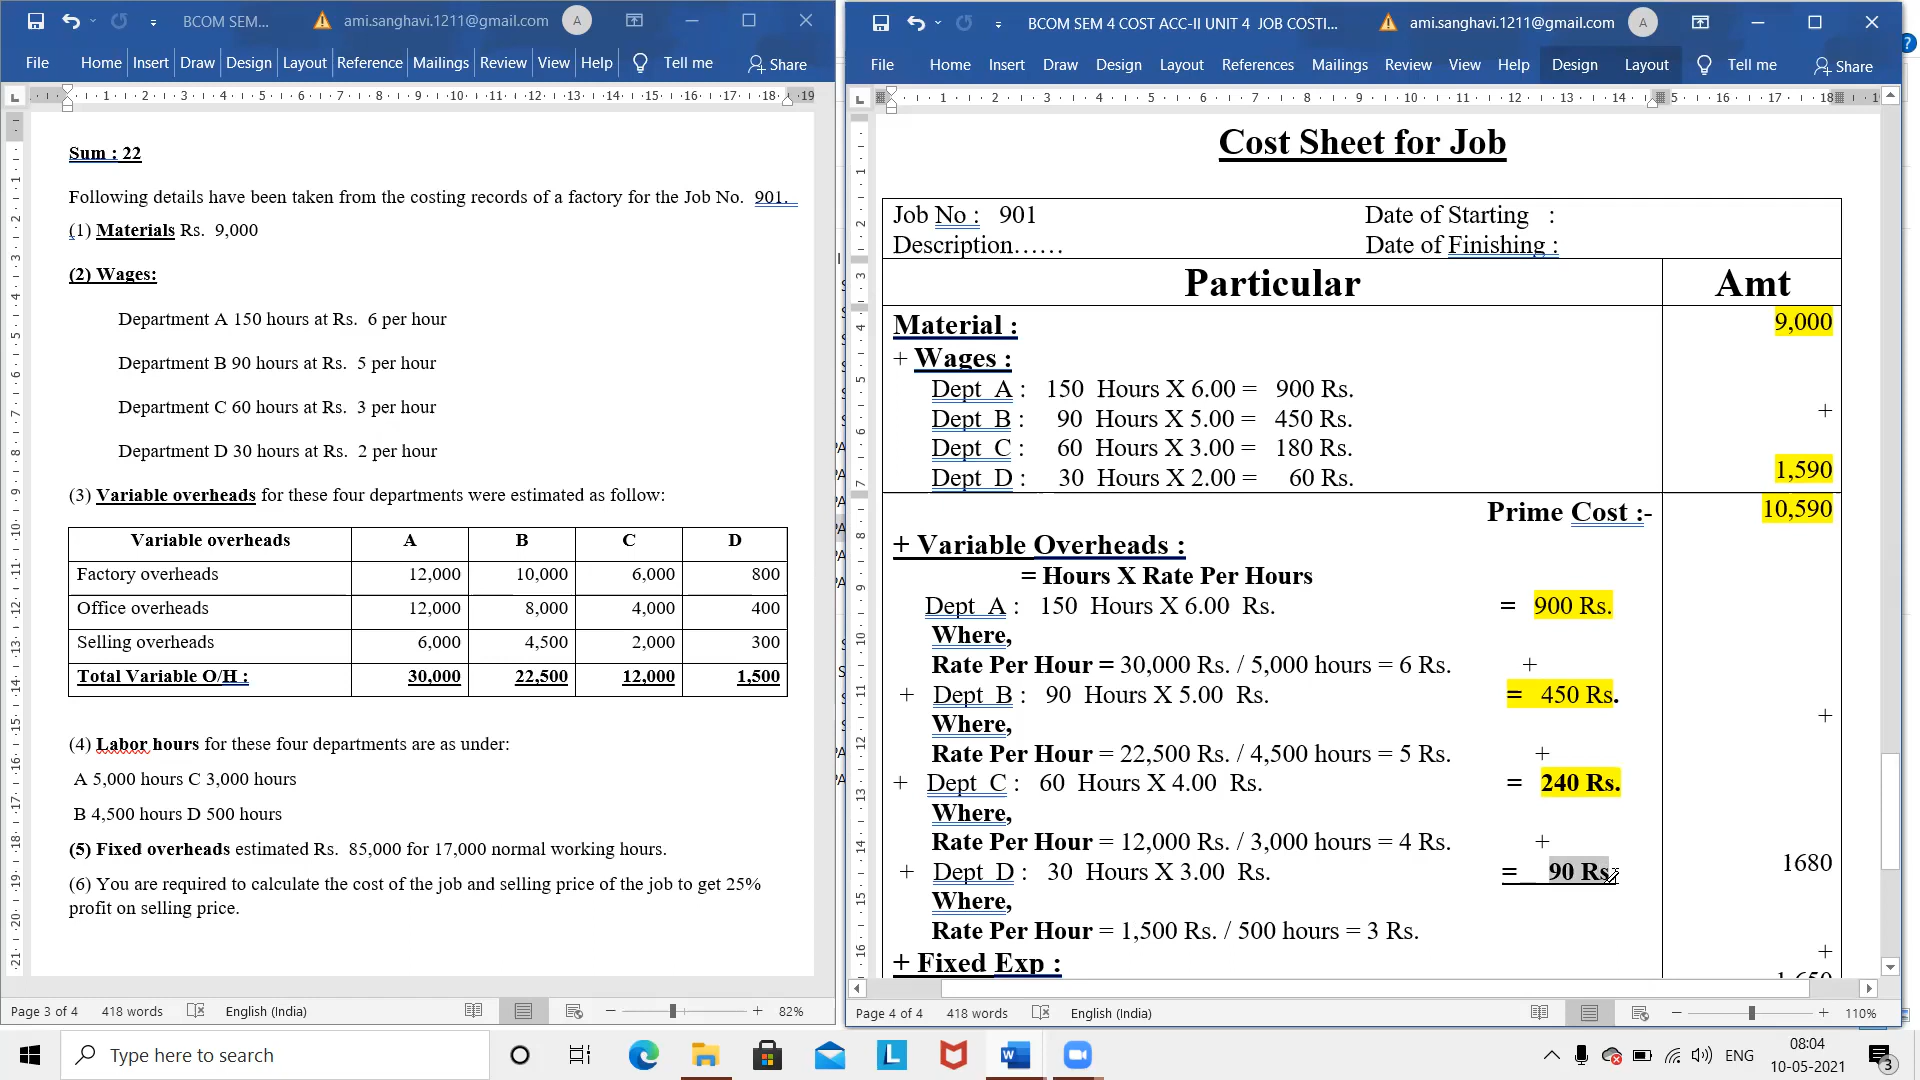 BCOM SEM...
ami.sanghavi.1211@gmail.com
A
File Home Insert Draw Design Layout Reference Mailings Review View Help Tell me Share
Sum : 22
Following details have been taken from the costing records of a factory for the Job No. 901.
(1) Materials Rs. 9,000
(2) Wages:
Department A 150 hours at Rs. 6 per hour
Department B 90 hours at Rs. 5 per hour
Department C 60 hours at Rs. 3 per hour
Department D 30 hours at Rs. 2 per hour
(3) Variable overheads for these four departments were estimated as follow:
Variable overheads A B C D
Factory overheads 12,000 10,000 6,000 800
Office overheads 12,000 8,000 4,000 400
Selling overheads 6,000 4,500 2,000 300
Total Variable O/H : 30,000 22,500 12,000 1,500
(4) Labor hours for these four departments are as under:
A 5,000 hours C 3,000 hours
B 4,500 hours D 500 hours
(5) Fixed overheads estimated Rs. 85,000 for 17,000 normal working hours.
(6) You are required to calculate the cost of the job and selling price of the job to get 25%
profit on selling price.
Page 3 of 4 418 words English (India) 82%
BCOM SEM 4 COST ACC-II UNIT 4 JOB COSTI...
ami.sanghavi.1211@gmail.com
A
File Home Insert Draw Design Layout References Mailings Review View Help Design Layout Tell me Share
Cost Sheet for Job
Job No : 901 Date of Starting :
Description…… Date of Finishing :
Particular Amt
Material : 9,000
+ Wages :
Dept A : 150 Hours X 6.00 = 900 Rs.
+
Dept B : 90 Hours X 5.00 = 450 Rs.
Dept C : 60 Hours X 3.00 = 180 Rs.
Dept D : 30 Hours X 2.00 = 60 Rs. 1,590
Prime Cost :- 10,590
+ Variable Overheads :
= Hours X Rate Per Hours
Dept A : 150 Hours X 6.00 Rs. = 900 Rs.
Where,
Rate Per Hour = 30,000 Rs. / 5,000 hours = 6 Rs. +
+ Dept B : 90 Hours X 5.00 Rs. = 450 Rs.
Where, +
Rate Per Hour = 22,500 Rs. / 4,500 hours = 5 Rs. +
+ Dept C : 60 Hours X 4.00 Rs. = 240 Rs.
Where,
Rate Per Hour = 12,000 Rs. / 3,000 hours = 4 Rs. +
+ Dept D : 30 Hours X 3.00 Rs. = 90 Rs. 1680
Where,
Rate Per Hour = 1,500 Rs. / 500 hours = 3 Rs.
+ Fixed Exp : +
1,650
Page 4 of 4 418 words English (India) 110%
Type here to search
ENG
08:04
10-05-2021
3